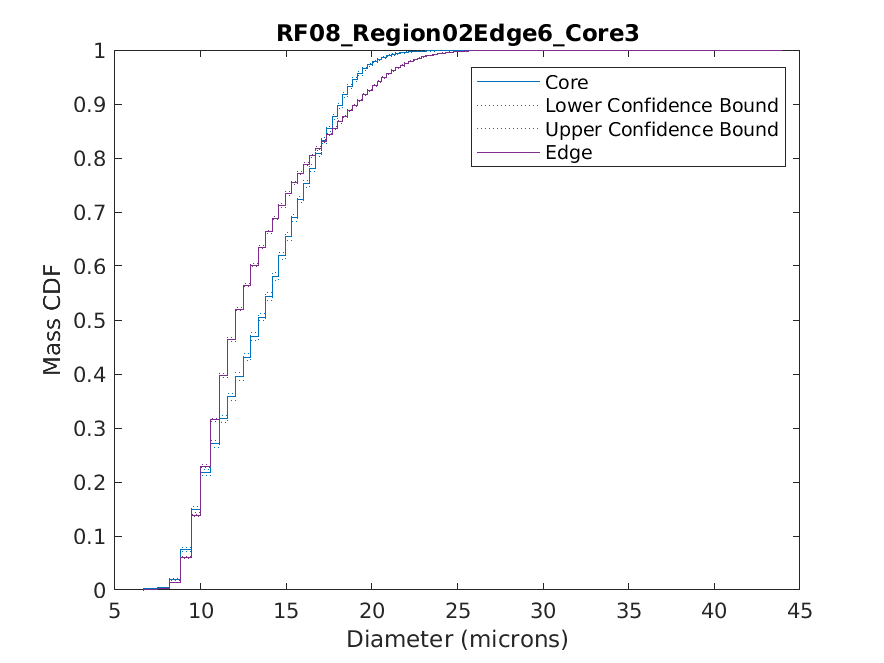 RF08_Region02Edge6_Core3
1
0.9
0.8
0.7
0.6
0.5
0.4
0.3
0.2
0.1
0
Mass CDF
Core
Lower Confidence Bound
Upper Confidence Bound
Edge
5 10 15 20 25 30 35 40 45
Diameter (microns)